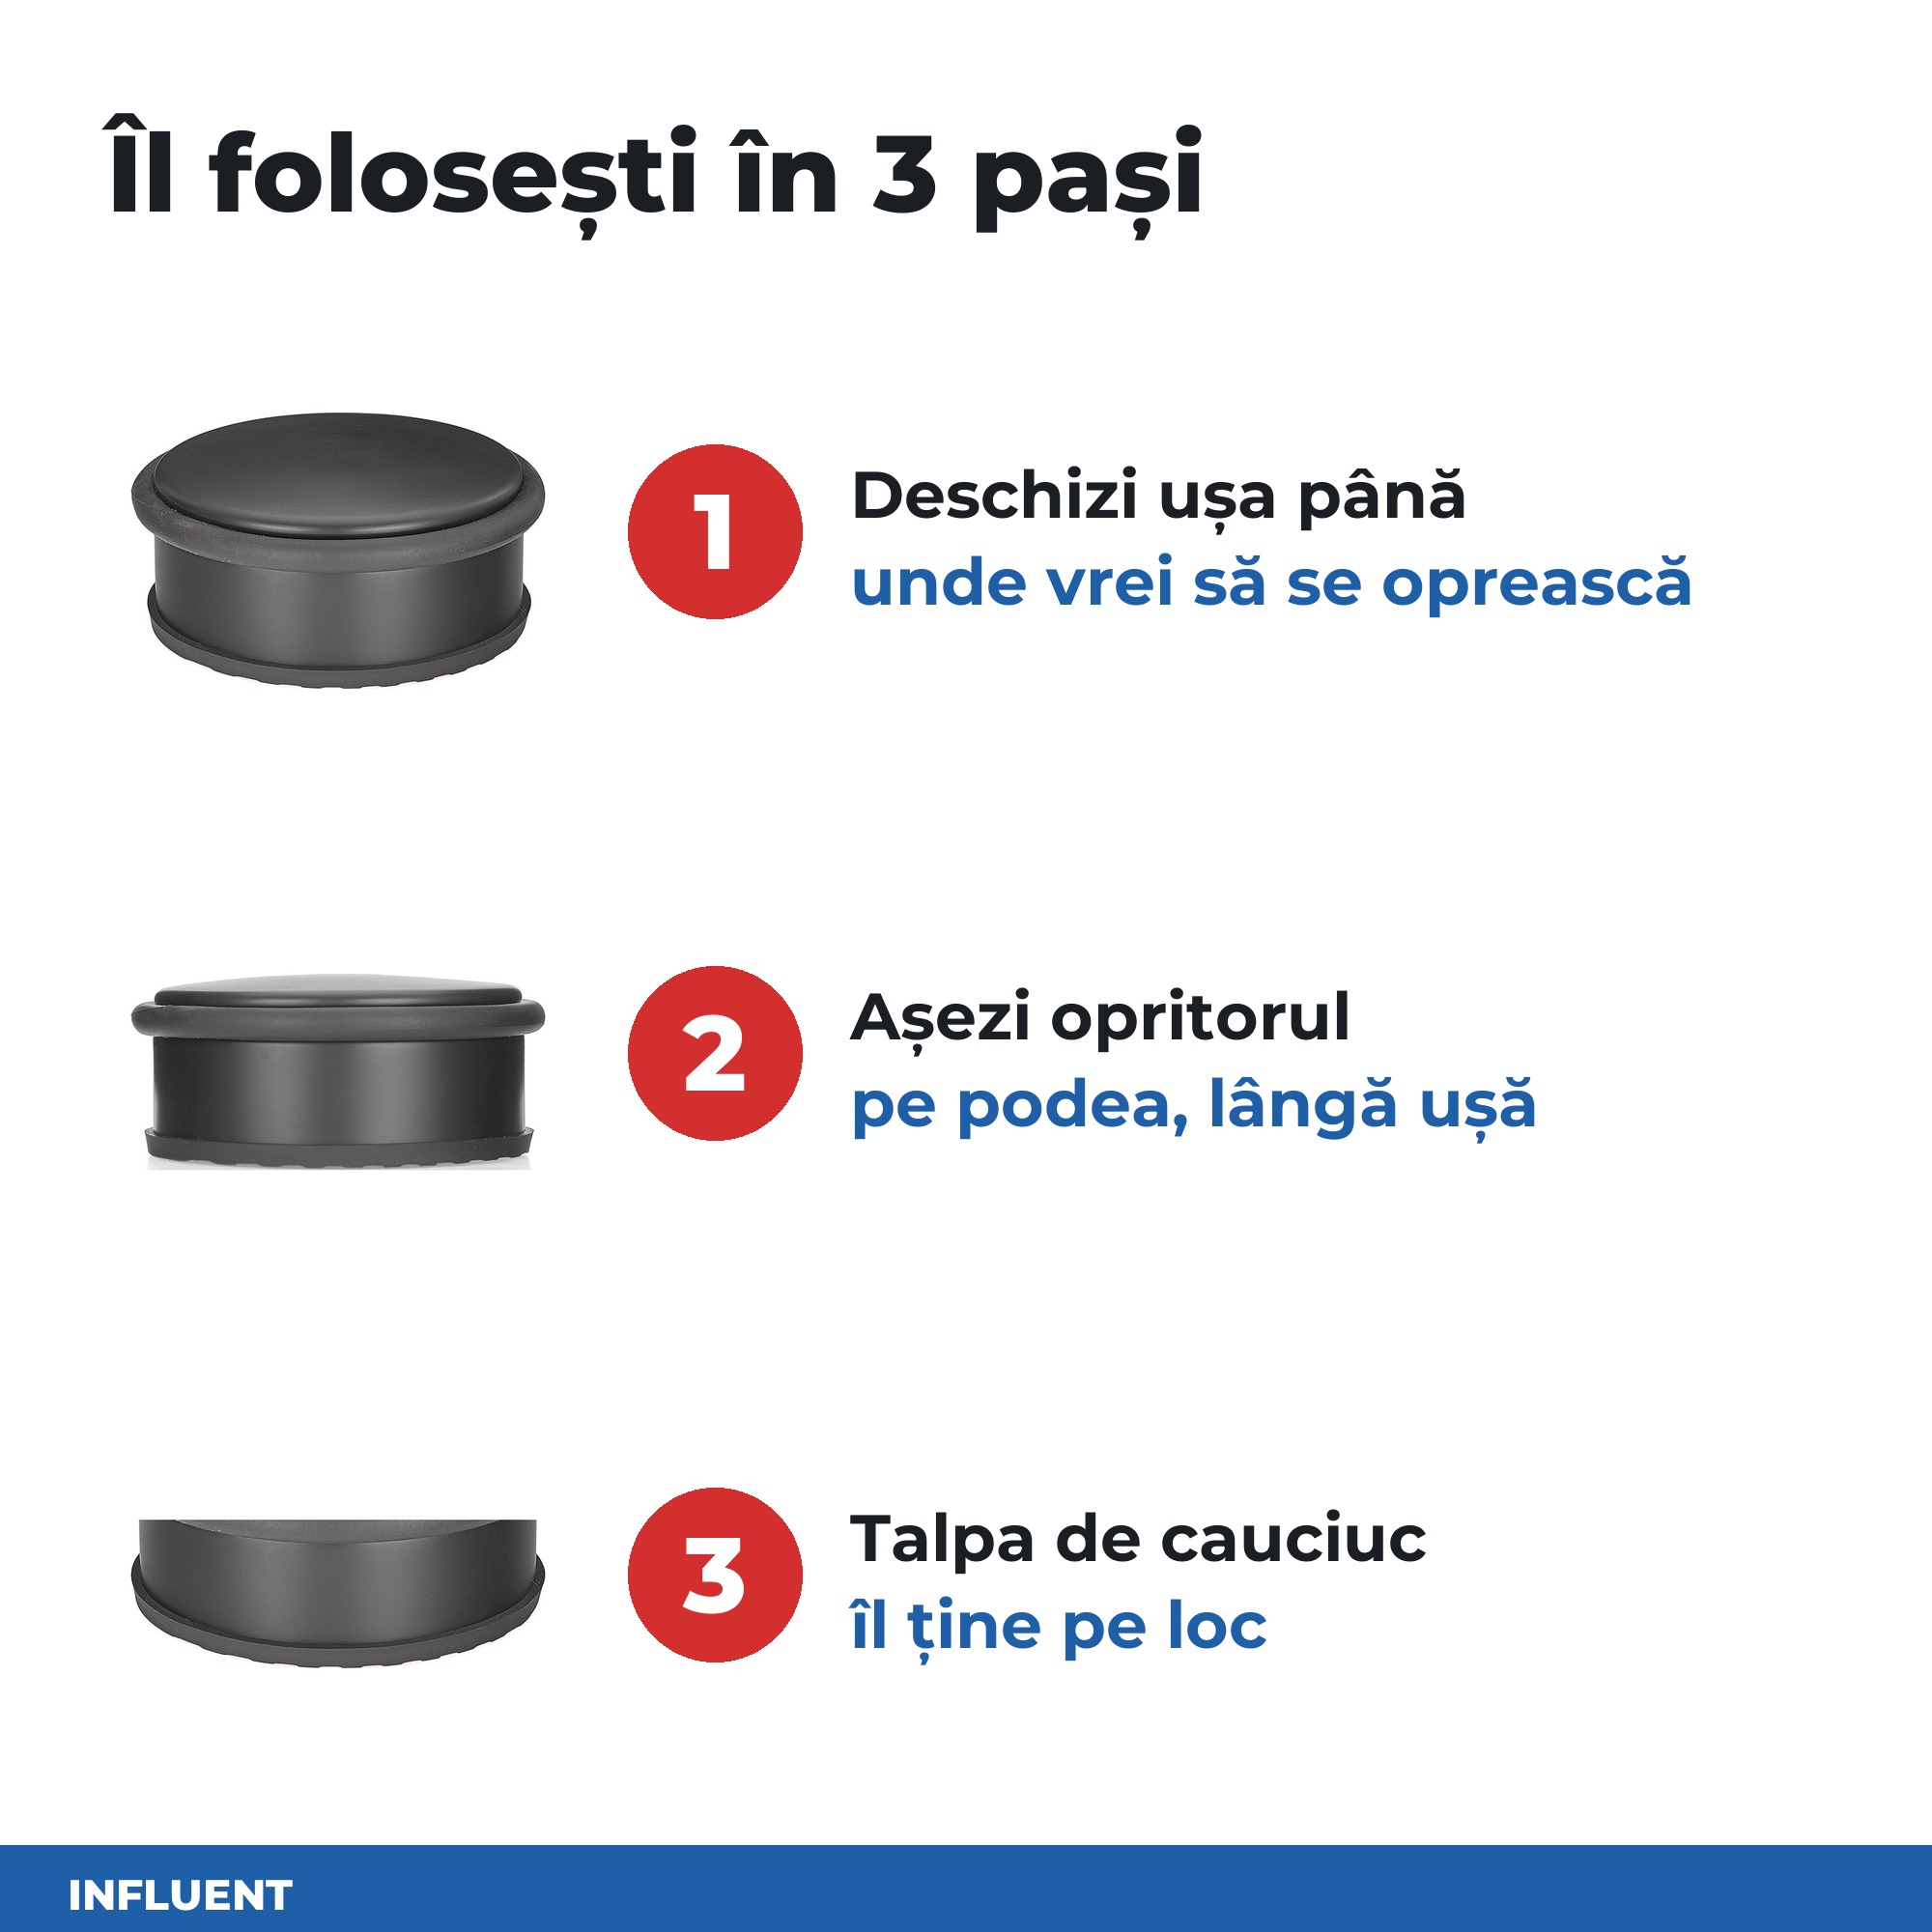 Îl folosești în 3 pași
1
Deschizi ușa până
unde vrei să se oprească
2
Așezi opritorul
pe podea, lângă ușă
3
Talpa de cauciuc
îl ține pe loc
INFLUENT